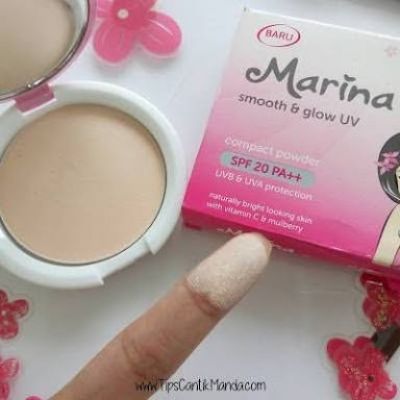 BARU
Marina
smooth & glow UV
compact powder
SPF 20 PA++
UVB & UVA protection
naturally bright looking skin
with vitamin C & mulberry
www.TipsCantikManda.com